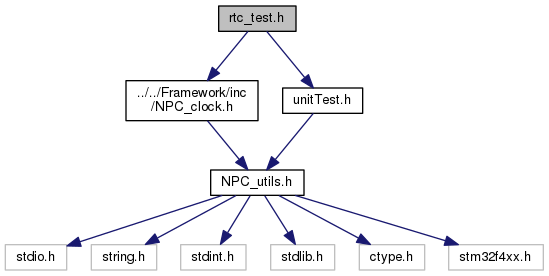 rtc_test.h
../../Framework/inc
/NPC_clock.h
unitTest.h
NPC_utils.h
stdio.h
string.h
stdint.h
stdlib.h
ctype.h
stm32f4xx.h